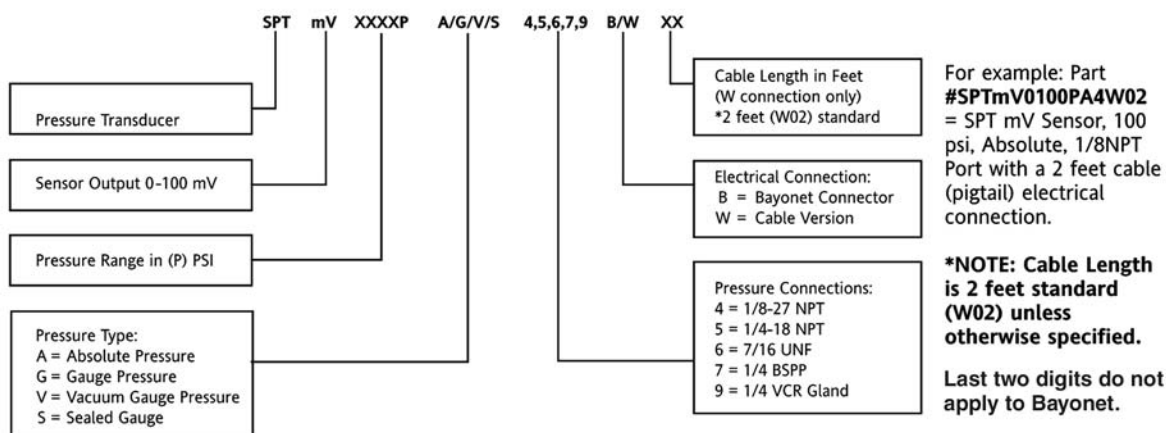 SPT mV XXXXP A/G/V/S 4,5,6,7,9 B/W XX
Pressure Transducer
Sensor Output 0-100 mV
Pressure Range in (P) PSI
Pressure Type:
A = Absolute Pressure
G = Gauge Pressure
V = Vacuum Gauge Pressure
S = Sealed Gauge
Cable Length in Feet
(W connection only)
*2 feet (W02) standard
Electrical Connection:
B = Bayonet Connector
W = Cable Version
Pressure Connections:
4 = 1/8-27 NPT
5 = 1/4-18 NPT
6 = 7/16 UNF
7 = 1/4 BSPP
9 = 1/4 VCR Gland
For example: Part
#SPTmV0100PA4W02
= SPT mV Sensor, 100
psi, Absolute, 1/8NPT
Port with a 2 feet cable
(pigtail) electrical
connection.
*NOTE: Cable Length
is 2 feet standard
(W02) unless
otherwise specified.
Last two digits do not
apply to Bayonet.